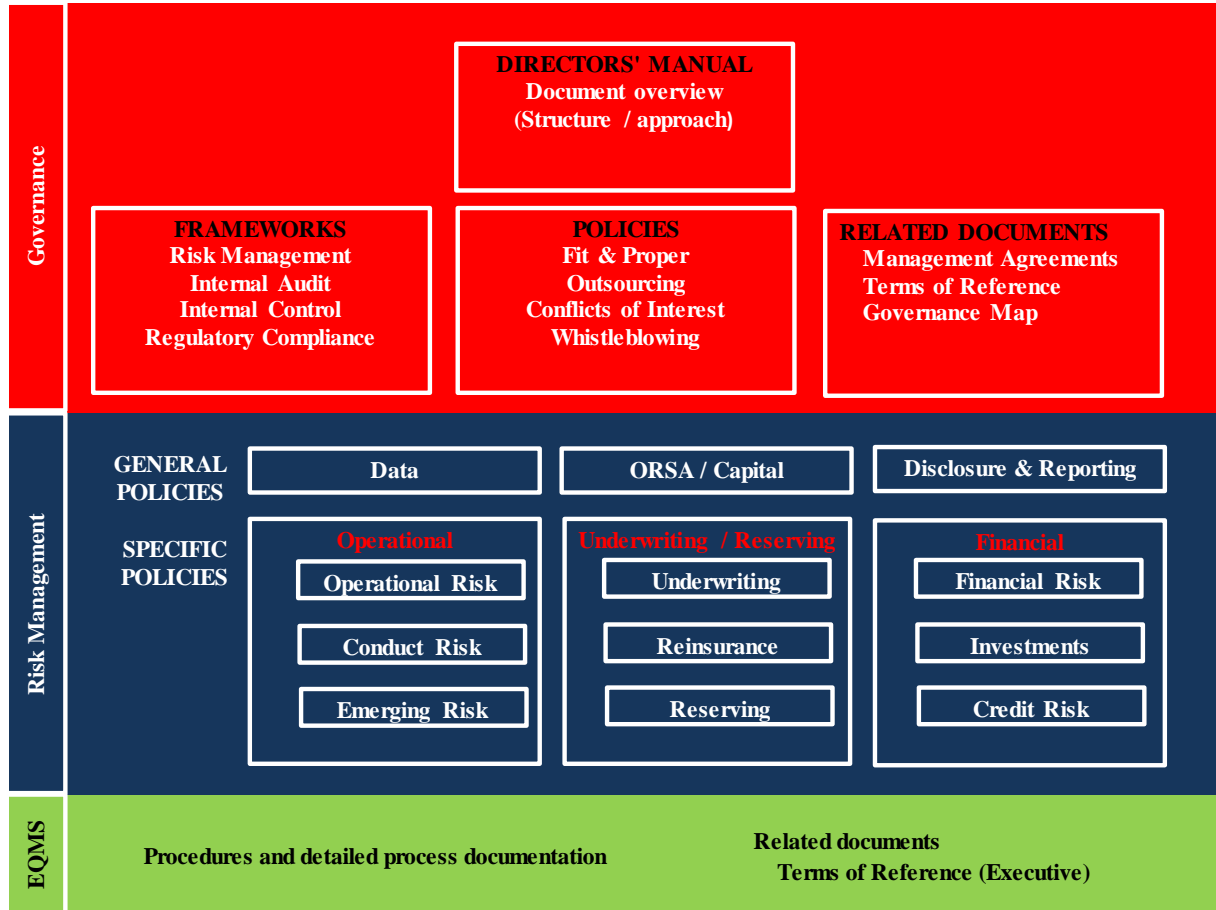 Governance
DIRECTORS' MANUAL
Document overview
(Structure / approach)
FRAMEWORKS
Risk Management
Internal Audit
Internal Control
Regulatory Compliance
POLICIES
Fit & Proper
Outsourcing
Conflicts of Interest
Whistleblowing
RELATED DOCUMENTS
Management Agreements
Terms of Reference
Governance Map
Risk Management
GENERAL
POLICIES
Data
ORSA / Capital
Disclosure & Reporting
SPECIFIC
POLICIES
Operational
Operational Risk
Conduct Risk
Emerging Risk
Underwriting / Reserving
Underwriting
Reinsurance
Reserving
Financial
Financial Risk
Investments
Credit Risk
EQMS
Procedures and detailed process documentation
Related documents
Terms of Reference (Executive)